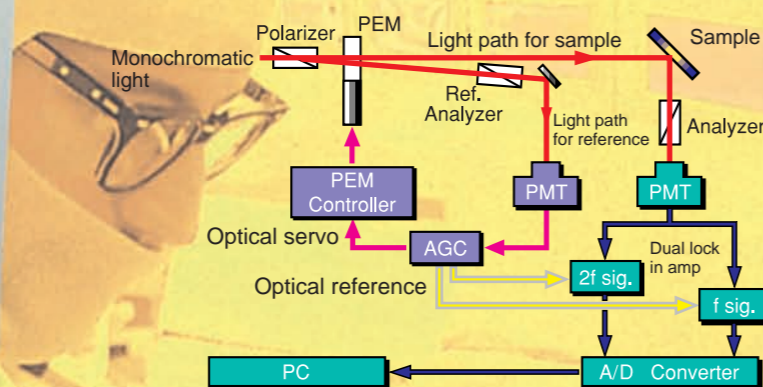 Polarizer
PEM
Light path for sample
Sample
Monochromatic
light
Ref.
Analyzer
Light path
for reference
Analyzer
PEM
Controller
PMT
PMT
Optical servo
AGC
Dual lock
in amp
2f sig.
Optical reference
f sig.
PC
A/D Converter